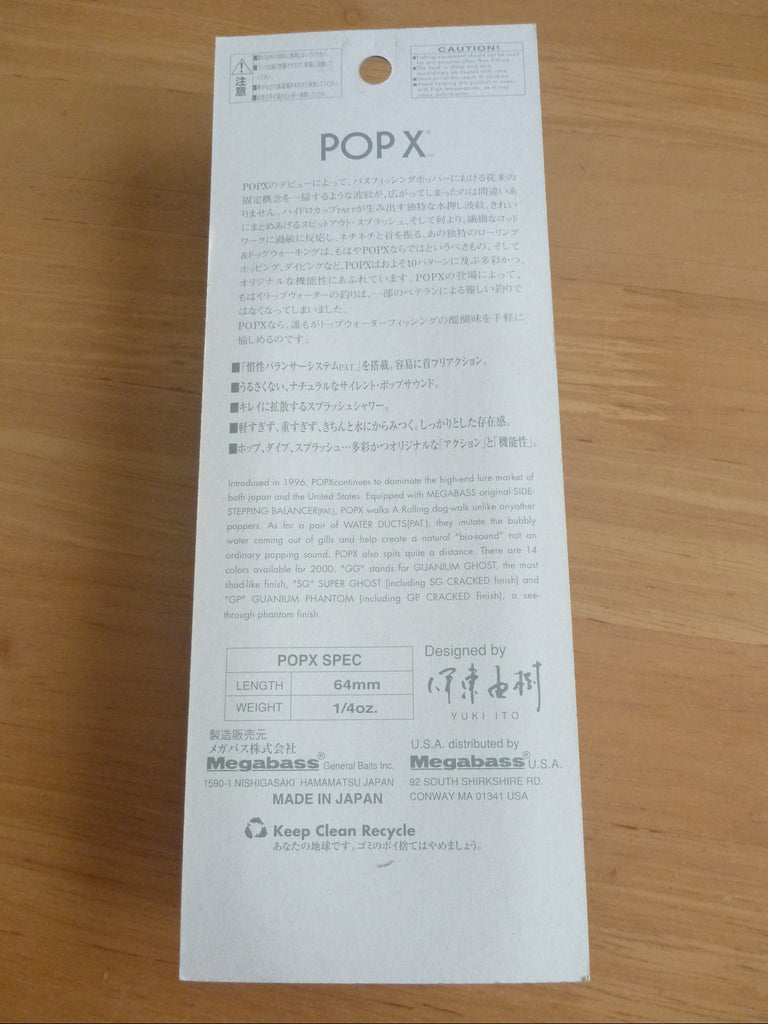 注意
CAUTION!
POP X
POPXのデビューによって、バスフィッシングポッパーにおける従来の
固定概念を一掃するような波紋が、広がってしまったのは間違いあ
りません。ハイドロカップPAT.Pが生み出す独特な水押し波紋、きれい
にまとめあげるスピットアウト・スプラッシュ、そして何より、繊細なロッド
ワークに過敏に反応し、ネチネチと首を振る、あの独特のローリング
&ドッグウォーキングは、もはやPOPXならではというべきもの。そして
ホッピング、ダイビングなど、POPXはおよそ10パターンに及ぶ多彩かつ、
オリジナルな機能性にあふれています。POPXの登場によって、
もはやトップウォーターの釣りは、一部のベテランによる難しい釣りで
はなくなってしまいました。
POPXなら、誰もがトップウォーターフィッシングの醍醐味を手軽に
愉しめるのです。
■「慣性バランサーシステムPAT.」を搭載。容易に首フリアクション。
■うるさくない、ナチュラルなサイレント・ポップサウンド。
■キレイに拡散するスプラッシュシャワー。
■軽すぎず、重すぎず、きちんと水にからみつく。しっかりとした存在感。
■ホップ、ダイブ、スプラッシュ…多彩かつオリジナルな「アクション」と「機能性」。
Introdused in 1996, POPXcontinues to dominate the high-end lure market of
both japan and the United States. Equipped with MEGABASS original SIDE-
STEPPING BALANCER(PAT.), POPX walks A Rolling dog-walk unlike anyother
poppers. As for a pair of WATER DUCTS(PAT.), they imitate the bubbly
water coming out of gills and help create a natural "bio-sound" not an
ordinary popping sound. POPX also spits quite a distance. There are 14
colors available for 2000. "GG" stands for GUANIUM GHOST, the most
shad-like finish, "SG" SUPER GHOST (including SG CRACKED finish) and
"GP" GUANIUM PHANTOM (including GP CRACKED finish), a see-
through phantom finish.
POPX SPEC
LENGTH 64mm
WEIGHT 1/4oz.
Designed by
伊東由樹
YUKI ITO
製造販売元
メガバス株式会社
Megabass® General Baits Inc.
1590-1 NISHIGASAKI HAMAMATSU JAPAN
MADE IN JAPAN
U.S.A. distributed by
Megabass® U.S.A.
92 SOUTH SHIRKSHIRE RD.
CONWAY MA 01341 USA
Keep Clean Recycle
あなたの地球です。ゴミのポイ捨てはやめましょう。